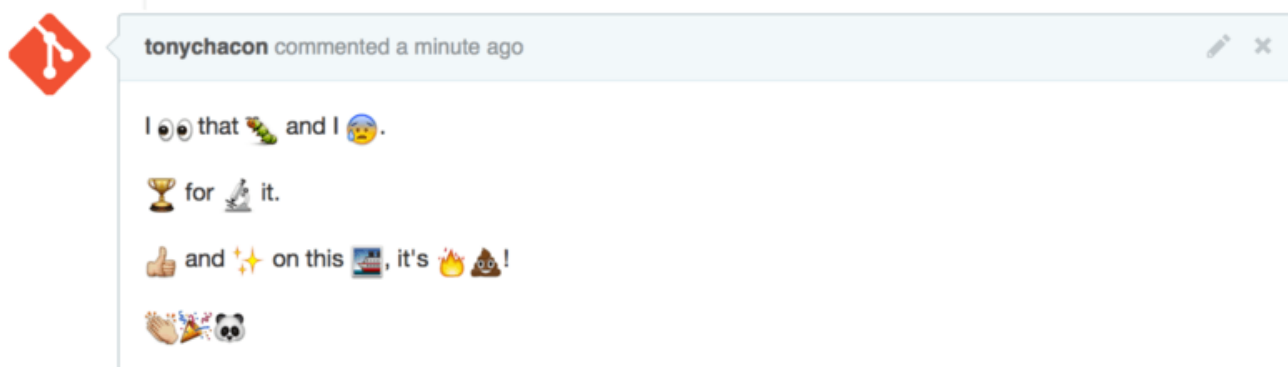 tonychacon commented a minute ago
I 👀 that 🐛 and I 😰.
🏆 for 🔬 it.
👍 and ✨ on this 🚢, it's 🔥💩!
👏🎉🐼